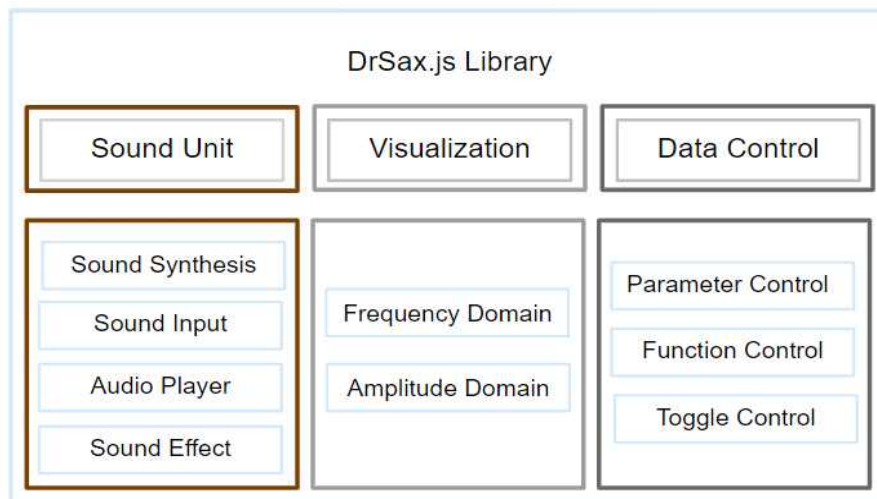 DrSax.js Library
Sound Unit
Visualization
Data Control
Sound Synthesis
Sound Input
Audio Player
Sound Effect
Frequency Domain
Amplitude Domain
Parameter Control
Function Control
Toggle Control